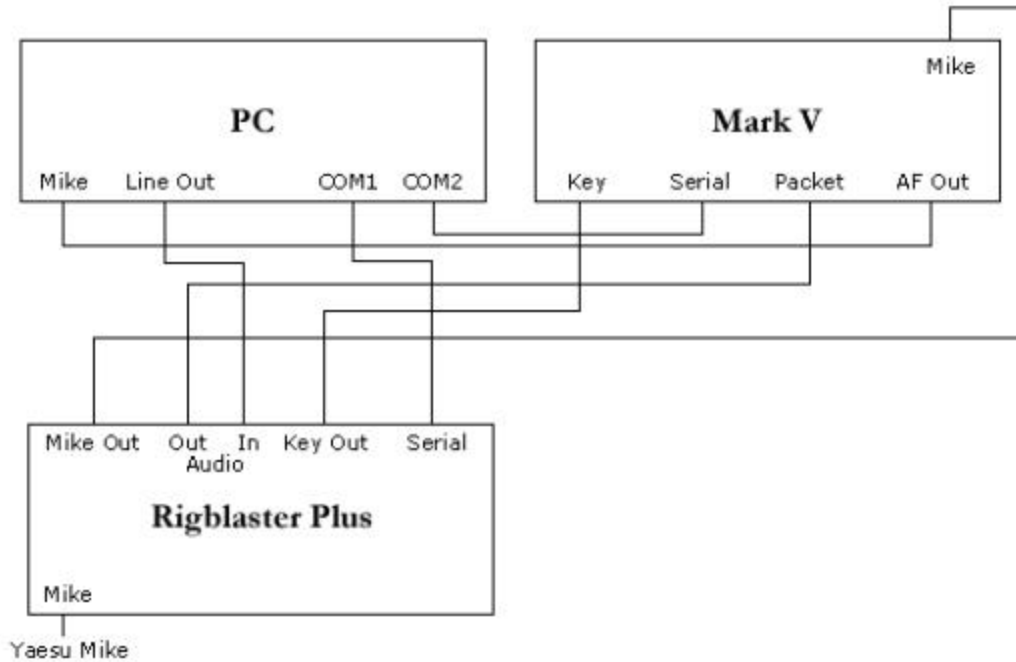 Mike
PC
Mark V
Mike Line Out COM1 COM2
Key Serial Packet AF Out
Mike Out Out In Key Out Serial
Audio
Rigblaster Plus
Mike
Yaesu Mike